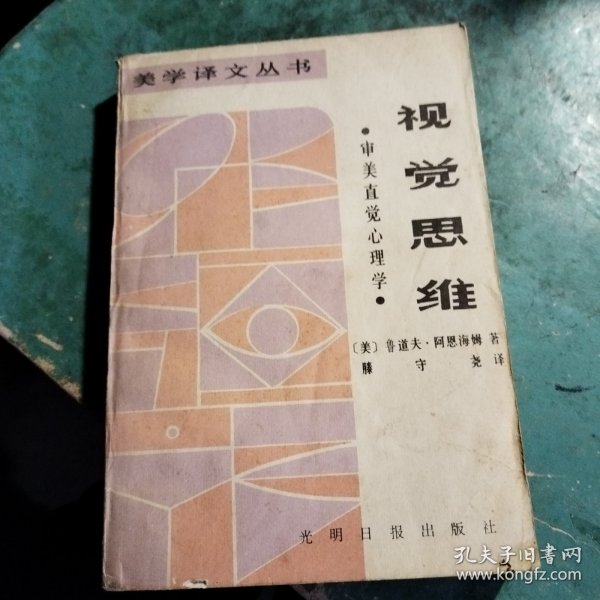 美学译文丛书
视觉思维
•审美直觉心理学•
〔美〕鲁道夫·阿恩海姆 著
滕守尧 译
光明日报出版社
3
孔夫子旧书网
www.kongfz.com